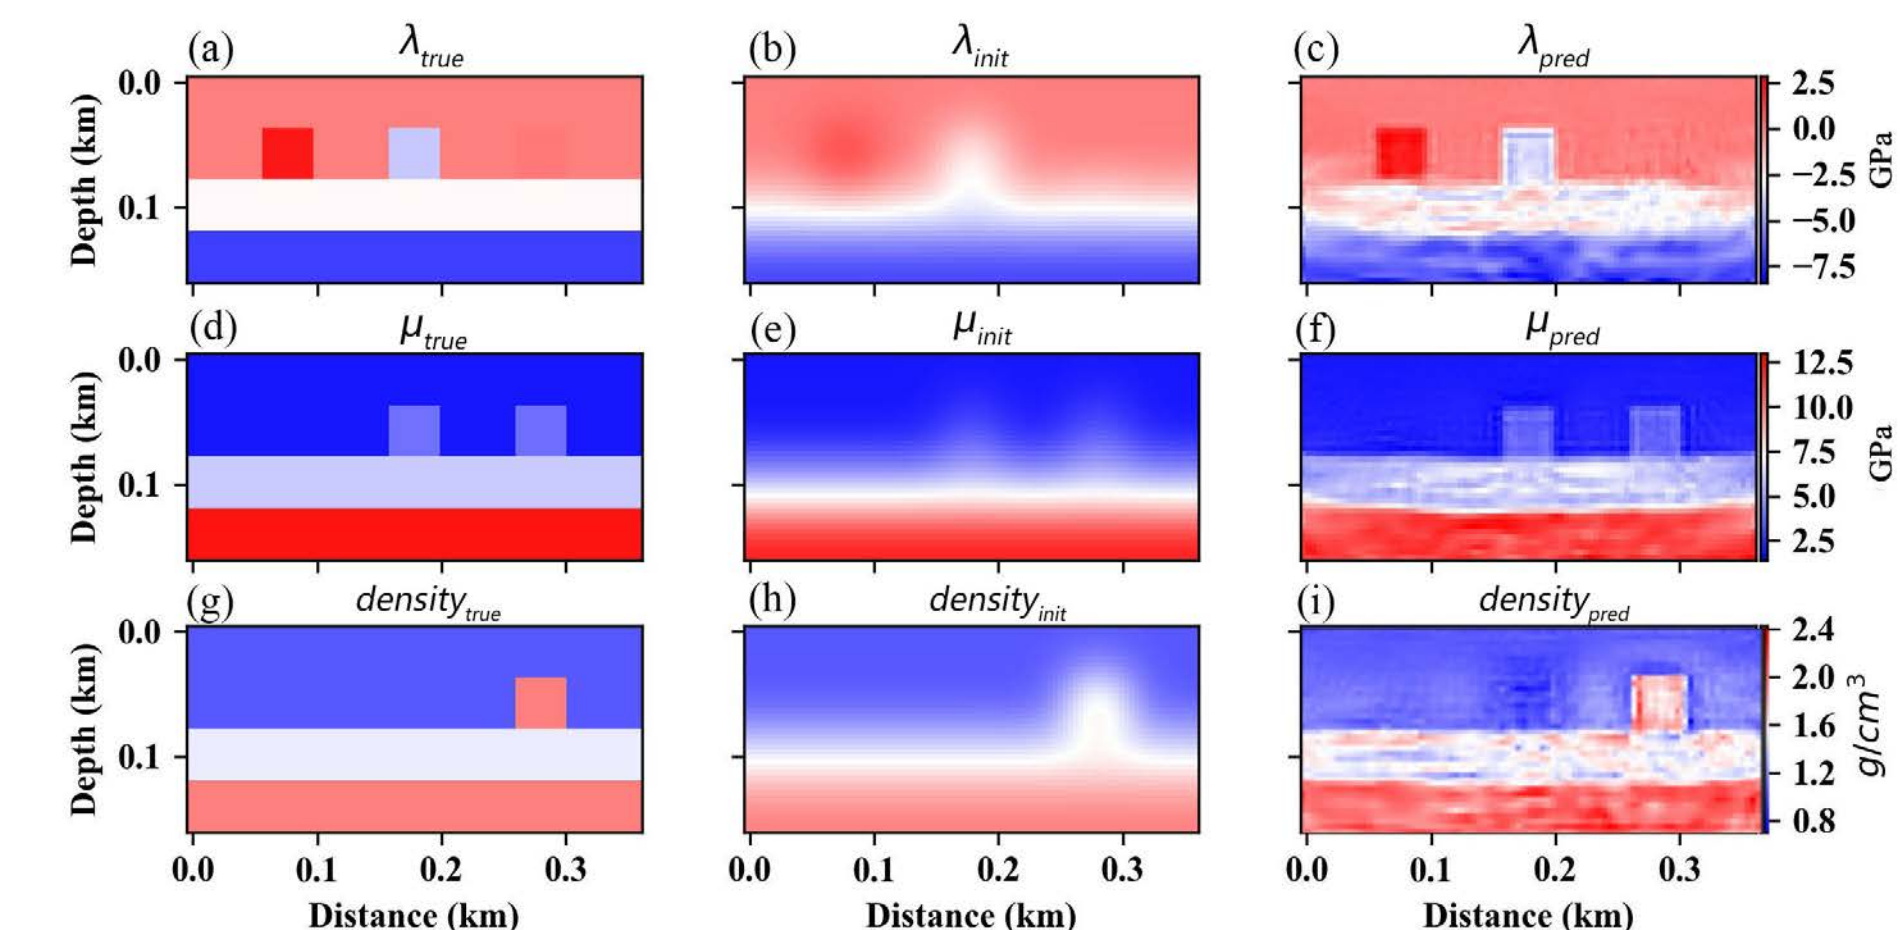 (a) λtrue (b) λinit (c) λpred
0.0
0.1
Depth (km)
2.5
0.0
−2.5
−5.0
−7.5
GPa
(d) μtrue (e) μinit (f) μpred
0.0
0.1
Depth (km)
12.5
10.0
7.5
5.0
2.5
GPa
(g) densitytrue (h) densityinit (i) densitypred
0.0
0.1
Depth (km)
2.4
2.0
1.6
1.2
0.8
g/cm³
0.0 0.1 0.2 0.3 0.0 0.1 0.2 0.3 0.0 0.1 0.2 0.3
Distance (km) Distance (km) Distance (km)